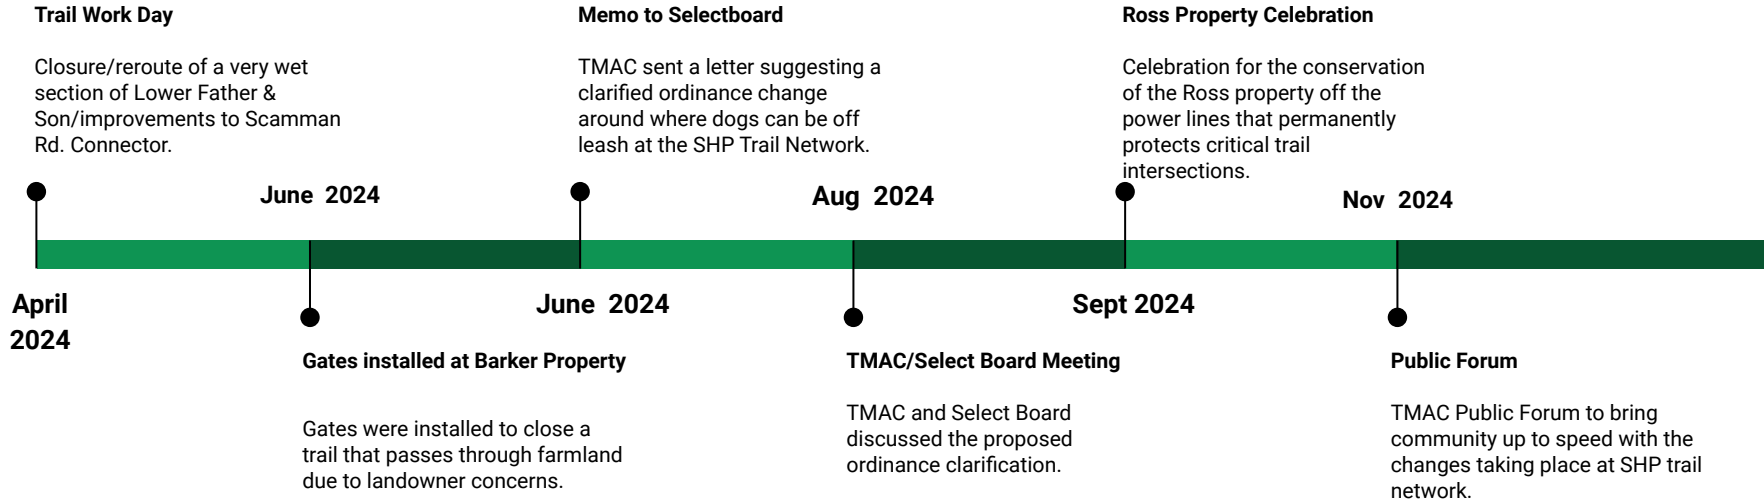 Trail Work Day
Closure/reroute of a very wet
section of Lower Father &
Son/improvements to Scamman
Rd. Connector.
April
2024
June 2024
Gates installed at Barker Property
Gates were installed to close a
trail that passes through farmland
due to landowner concerns.
Memo to Selectboard
TMAC sent a letter suggesting a
clarified ordinance change
around where dogs can be off
leash at the SHP Trail Network.
June 2024
Aug 2024
TMAC/Select Board Meeting
TMAC and Select Board
discussed the proposed
ordinance clarification.
Ross Property Celebration
Celebration for the conservation
of the Ross property off the
power lines that permanently
protects critical trail
intersections.
Sept 2024
Nov 2024
Public Forum
TMAC Public Forum to bring
community up to speed with the
changes taking place at SHP trail
network.